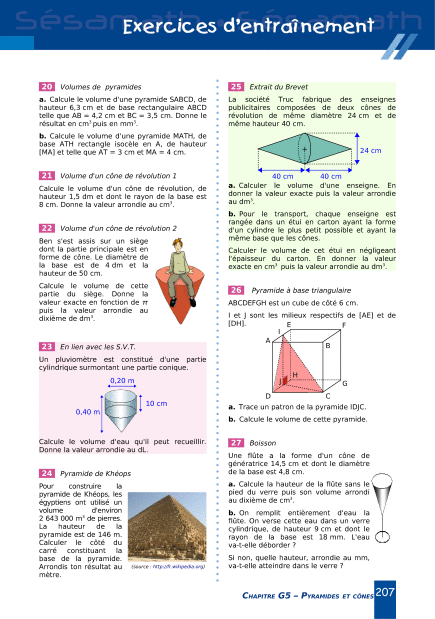 Sésamath
Sésamath
Exercices d'entraînement
20 Volumes de pyramides
a. Calcule le volume d'une pyramide SABCD, de
hauteur 6,3 cm et de base rectangulaire ABCD
telle que AB = 4,2 cm et BC = 3,5 cm. Donne le
résultat en cm³ puis en mm³.
b. Calcule le volume d'une pyramide MATH, de
base ATH rectangle isocèle en A, de hauteur
[MA] et telle que AT = 3 cm et MA = 4 cm.
21 Volume d'un cône de révolution 1
Calcule le volume d'un cône de révolution, de
hauteur 1,5 dm et dont le rayon de la base est
8 cm. Donne la valeur arrondie au cm³.
22 Volume d'un cône de révolution 2
Ben s'est assis sur un siège
dont la partie principale est en
forme de cône. Le diamètre de
la base est de 4 dm et la
hauteur de 50 cm.
Calcule le volume de cette
partie du siège. Donne la
valeur exacte en fonction de π
puis la valeur arrondie au
dixième de dm³.
23 En lien avec les S.V.T.
Un pluviomètre est constitué d'une partie
cylindrique surmontant une partie conique.
0,20 m
10 cm
0,40 m
Calcule le volume d'eau qu'il peut recueillir.
Donne la valeur arrondie au dL.
24 Pyramide de Khéops
Pour construire la
pyramide de Khéops, les
égyptiens ont utilisé un
volume d'environ
2 643 000 m³ de pierres.
La hauteur de la
pyramide est de 146 m.
Calculer le côté du
carré constituant la
base de la pyramide.
Arrondis ton résultat au
mètre.
(source : http://fr.wikipedia.org)
25 Extrait du Brevet
La société Truc fabrique des enseignes
publicitaires composées de deux cônes de
révolution de même diamètre 24 cm et de
même hauteur 40 cm.
24 cm
40 cm 40 cm
a. Calculer le volume d'une enseigne. En
donner la valeur exacte puis la valeur arrondie
au dm³.
b. Pour le transport, chaque enseigne est
rangée dans un étui en carton ayant la forme
d'un cylindre le plus petit possible et ayant la
même base que les cônes.
Calculer le volume de cet étui en négligeant
l'épaisseur du carton. En donner la valeur
exacte en cm³ puis la valeur arrondie au dm³.
26 Pyramide à base triangulaire
ABCDEFGH est un cube de côté 6 cm.
I et J sont les milieux respectifs de [AE] et de
[DH].
E F
I
A B
H
J G
D C
a. Trace un patron de la pyramide IDJC.
b. Calcule le volume de cette pyramide.
27 Boisson
Une flûte a la forme d'un cône de
génératrice 14,5 cm et dont le diamètre
de la base est 4,8 cm.
a. Calcule la hauteur de la flûte sans le
pied du verre puis son volume arrondi
au dixième de cm³.
b. On remplit entièrement d'eau la
flûte. On verse cette eau dans un verre
cylindrique, de hauteur 9 cm et dont le
rayon de la base est 18 mm. L'eau
va-t-elle déborder ?
Si non, quelle hauteur, arrondie au mm,
va-t-elle atteindre dans le verre ?
Chapitre G5 – Pyramides et cônes 207